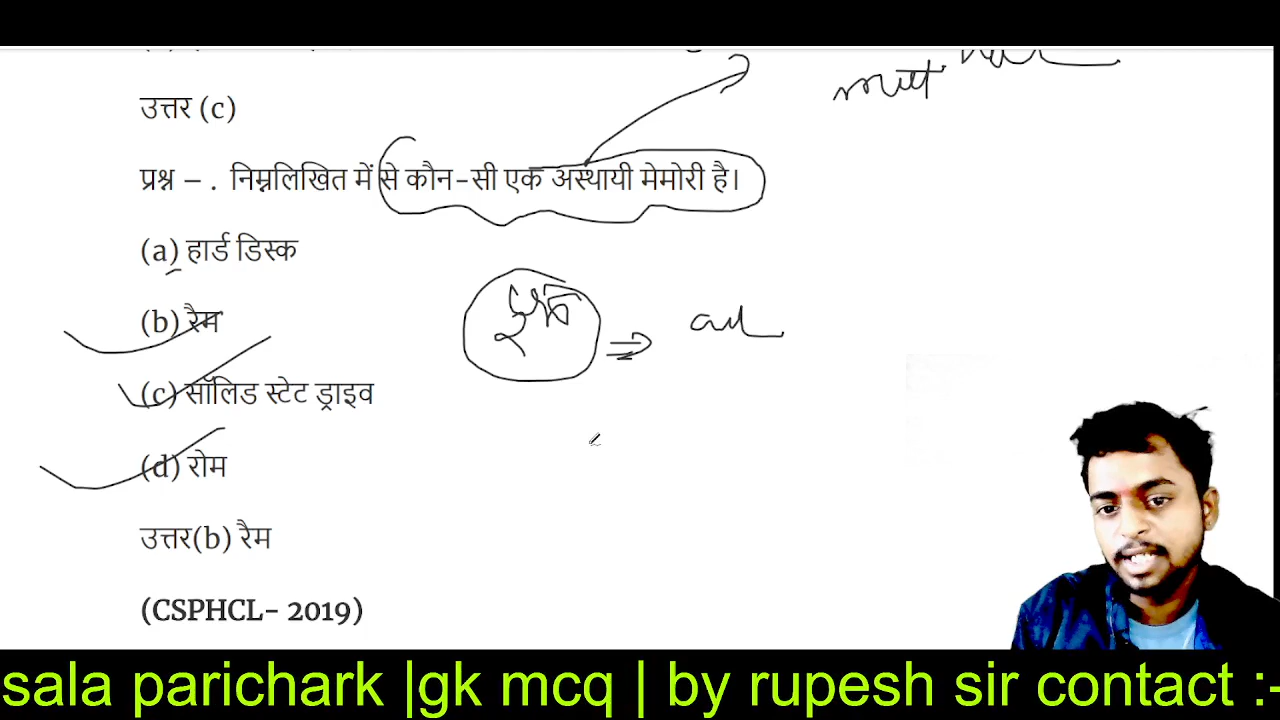 उत्तर (c)
प्रश्न – . निम्नलिखित में से कौन-सी एक अस्थायी मेमोरी है।
(a) हार्ड डिस्क
(b) रैम
(c) सॉलिड स्टेट ड्राइव
(d) रोम
उत्तर(b) रैम
(CSPHCL- 2019)
sala parichark |gk mcq | by rupesh sir contact :-